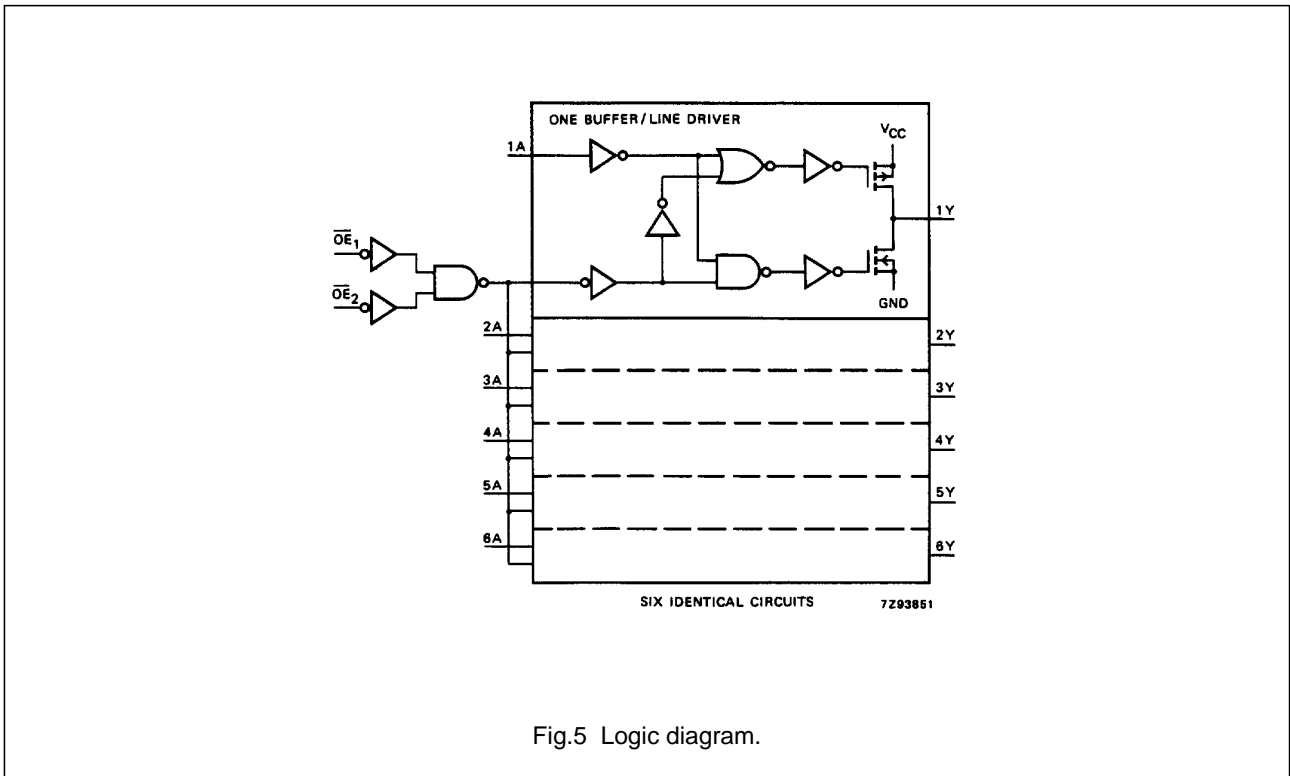 ONE BUFFER/LINE DRIVER
VCC
1A
1Y
OE1
OE2
GND
2A
2Y
3A
3Y
4A
4Y
5A
5Y
6A
6Y
SIX IDENTICAL CIRCUITS
7Z93851
Fig.5 Logic diagram.